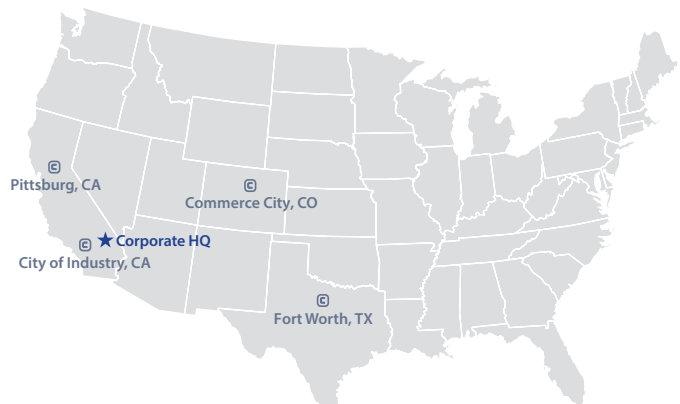 Pittsburg, CA
Commerce City, CO
Corporate HQ
City of Industry, CA
Fort Worth, TX